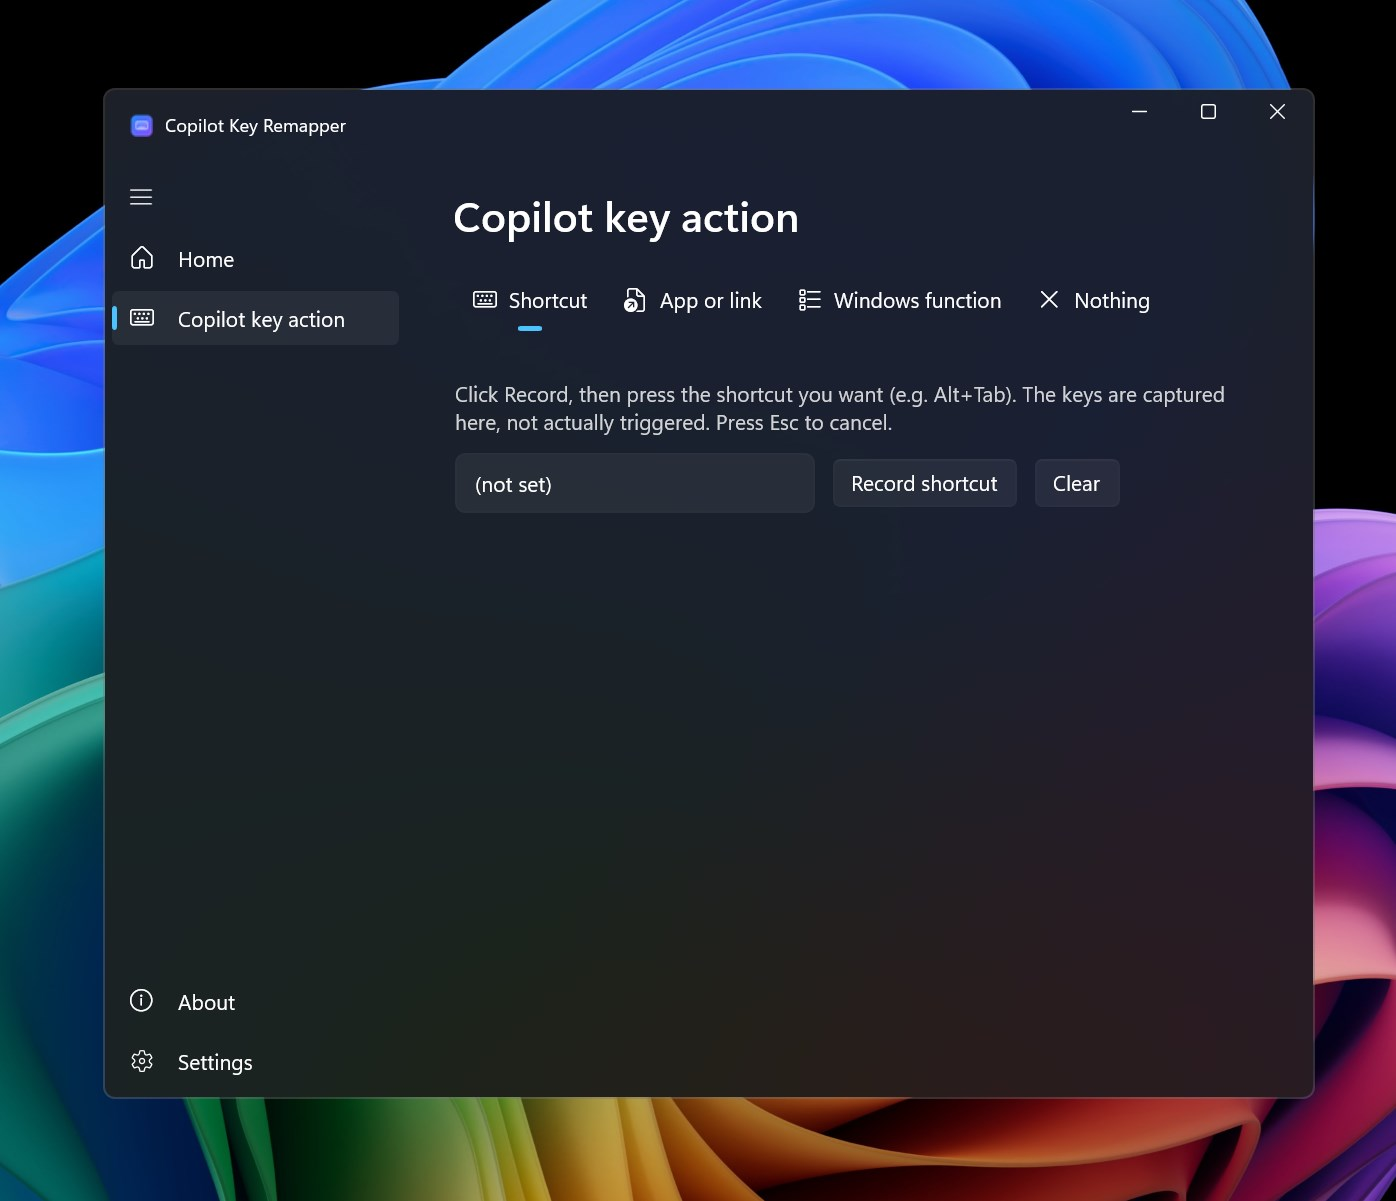 Copilot Key Remapper
Home
Copilot key action
Copilot key action
Shortcut
App or link
Windows function
Nothing
Click Record, then press the shortcut you want (e.g. Alt+Tab). The keys are captured
here, not actually triggered. Press Esc to cancel.
(not set)
Record shortcut
Clear
About
Settings